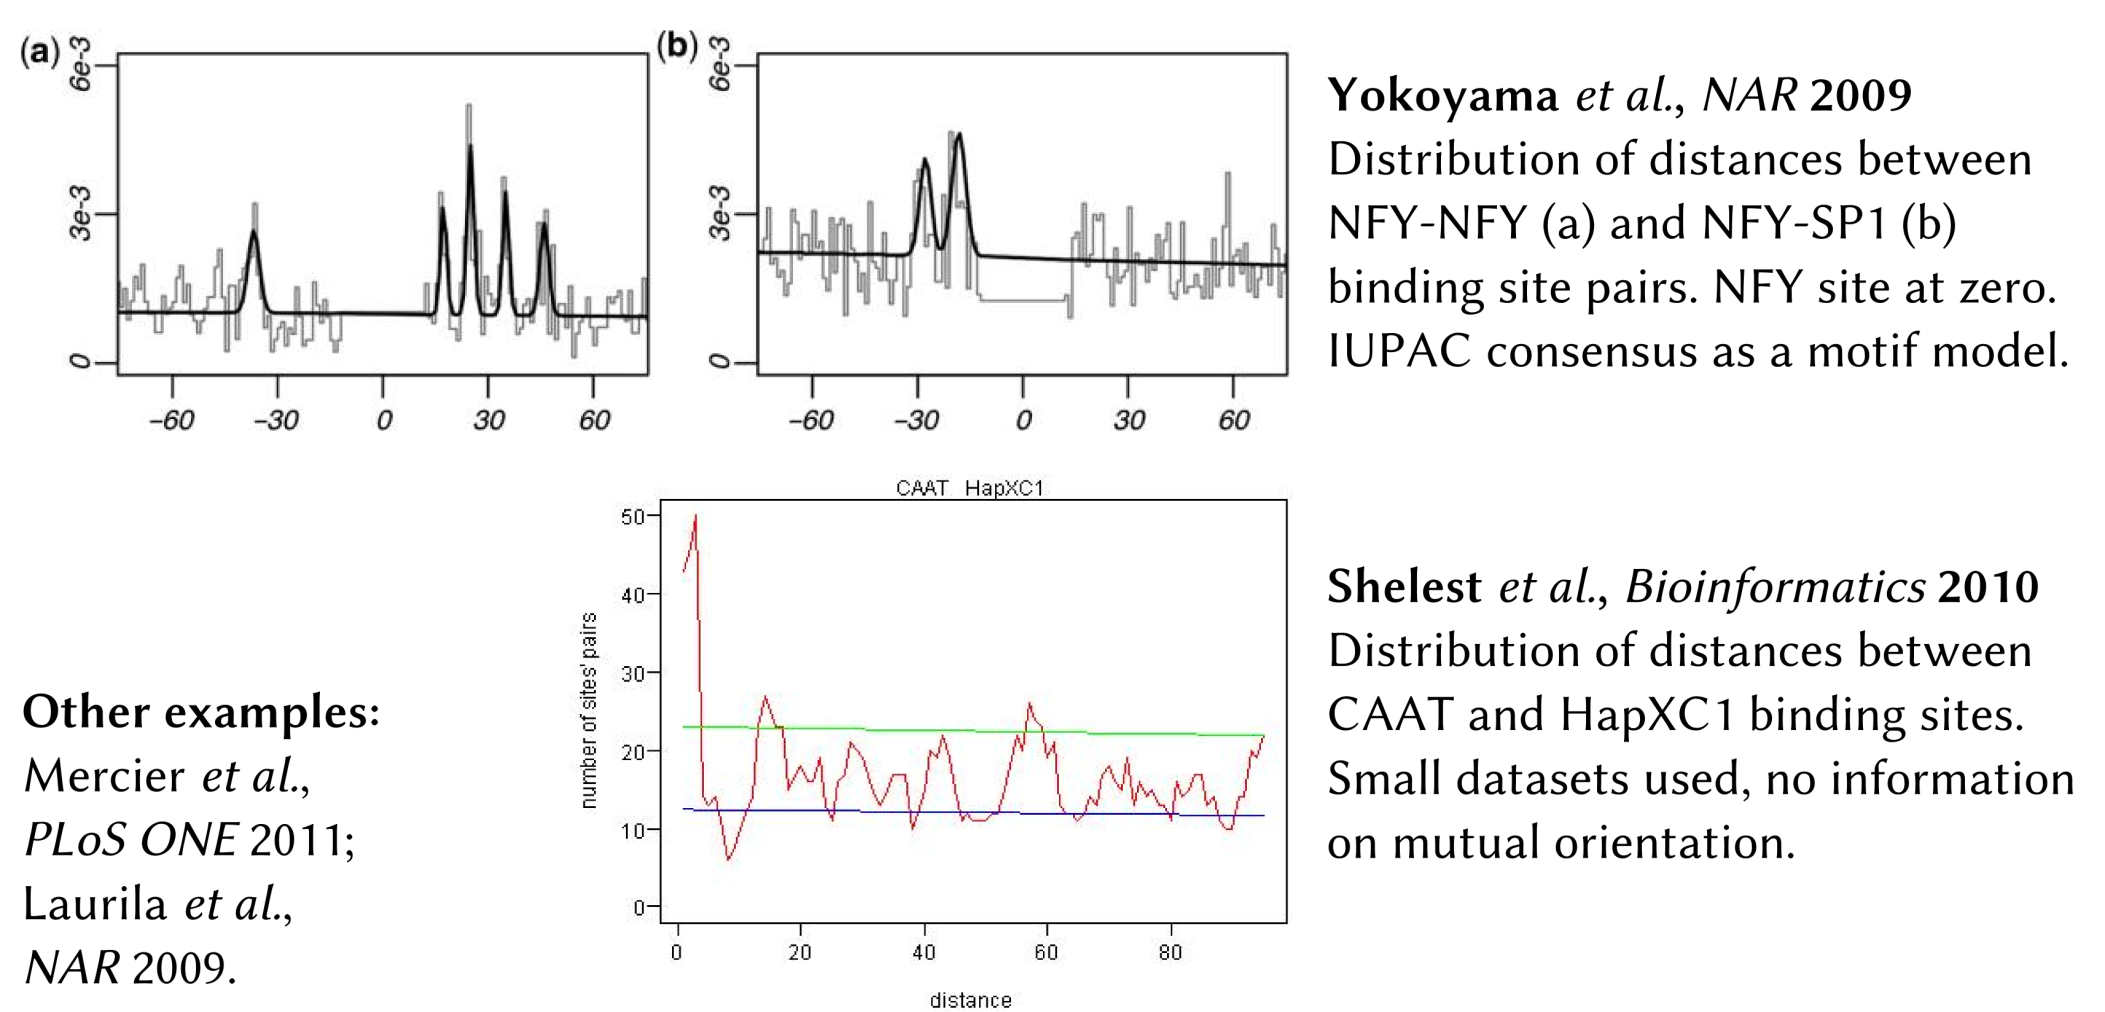 (a)
6e-3
3e-3
0
−60 −30 0 30 60
(b)
6e-3
3e-3
0
−60 −30 0 30 60
Yokoyama et al., NAR 2009
Distribution of distances between
NFY-NFY (a) and NFY-SP1 (b)
binding site pairs. NFY site at zero.
IUPAC consensus as a motif model.
CAAT HapXC1
number of sites' pairs
50
40
30
20
10
0
0 20 40 60 80
distance
Shelest et al., Bioinformatics 2010
Distribution of distances between
CAAT and HapXC1 binding sites.
Small datasets used, no information
on mutual orientation.
Other examples:
Mercier et al.,
PLoS ONE 2011;
Laurila et al.,
NAR 2009.